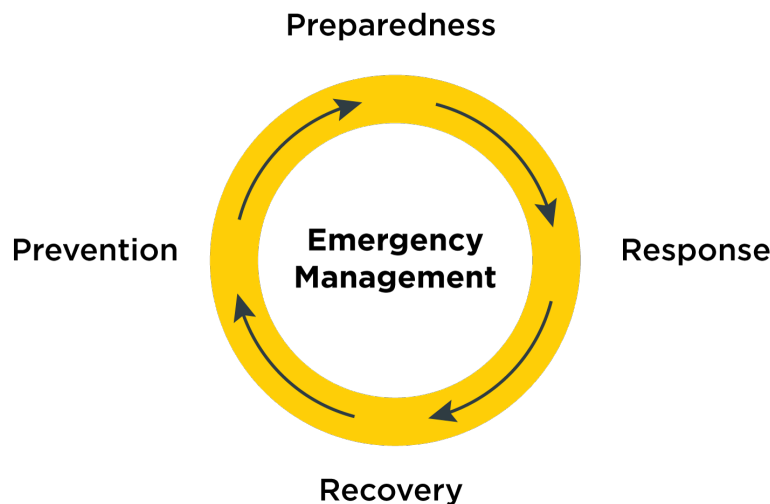 Preparedness
Prevention
Emergency
Management
Response
Recovery